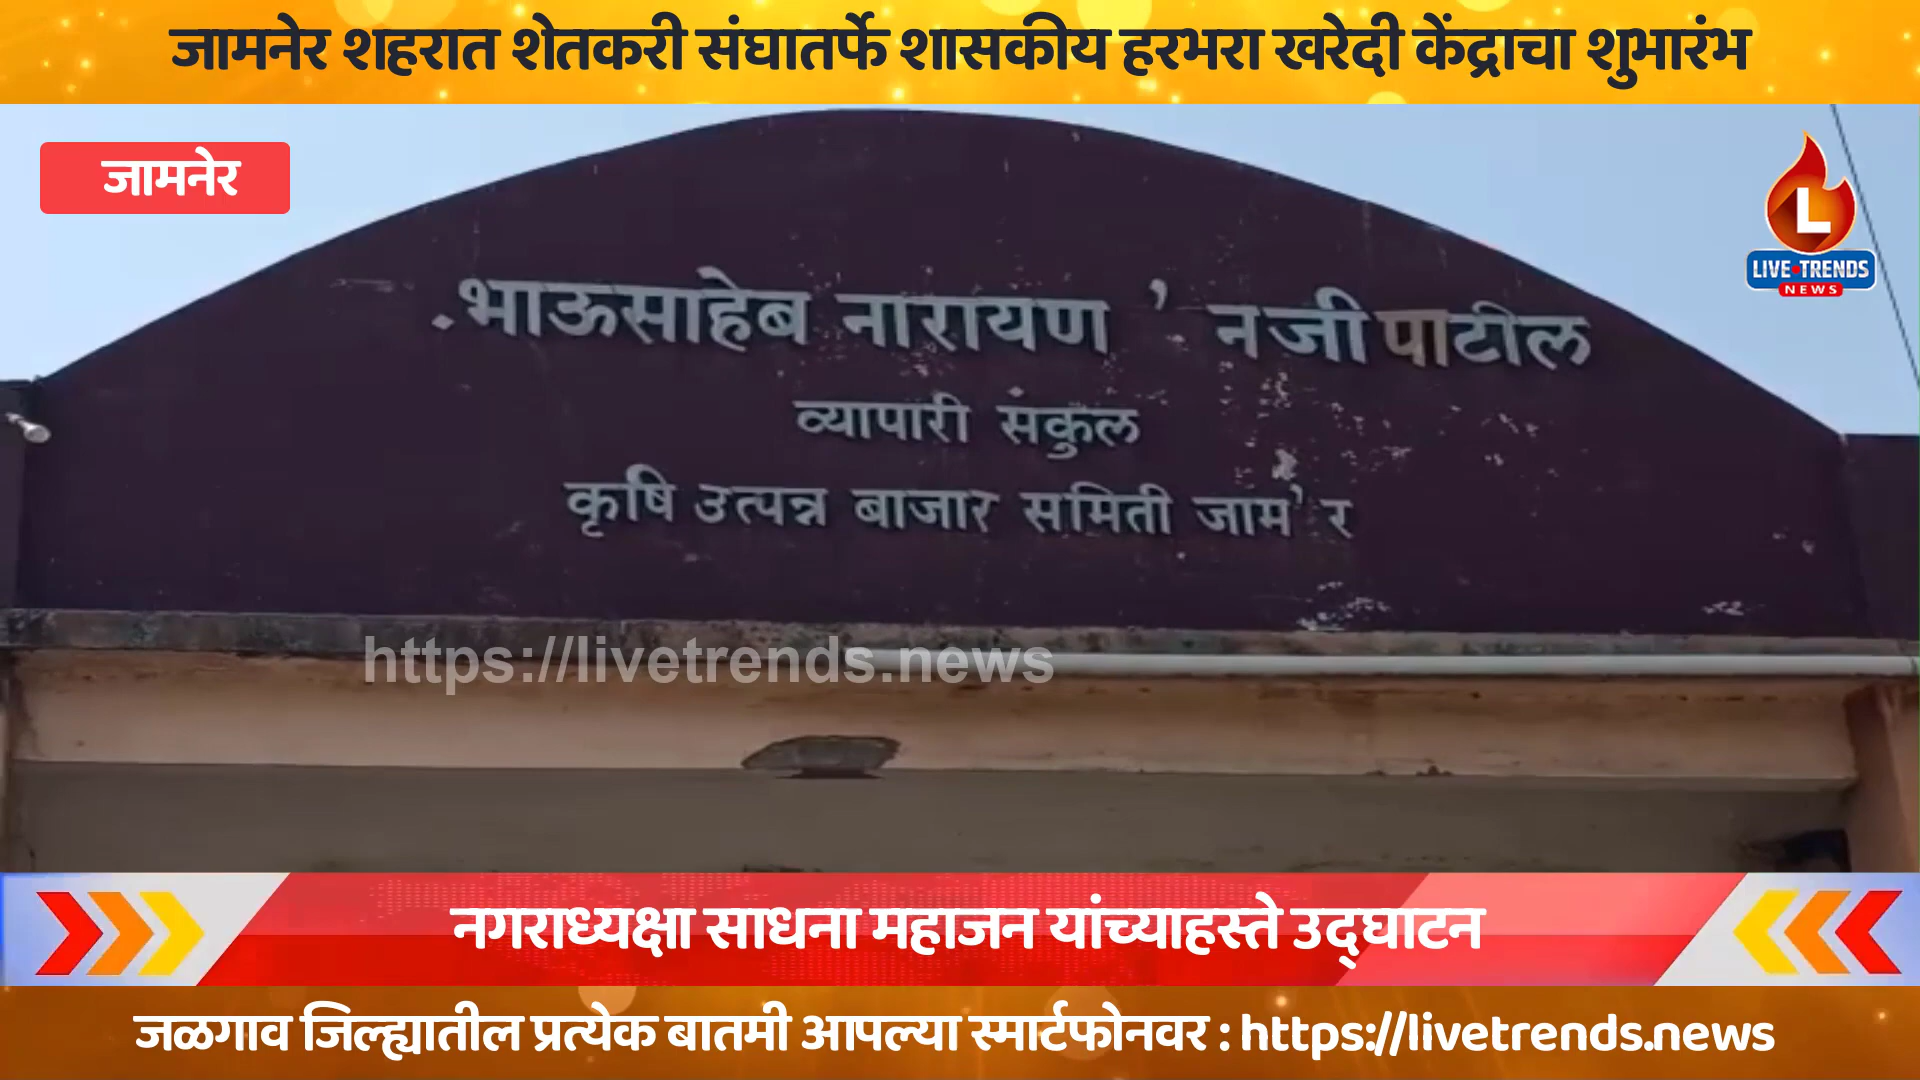 जामनेर शहरात शेतकरी संघातर्फे शासकीय हरभरा खरेदी केंद्राचा शुभारंभ
जामनेर
L
LIVE•TRENDS
NEWS
भाऊसाहेब नारायण नजी पाटील
व्यापारी संकुल
कृषि उत्पन्न बाजार समिती जाम र
https://livetrends.news
नगराध्यक्षा साधना महाजन यांच्याहस्ते उद्‌घाटन
जळगाव जिल्ह्यातील प्रत्येक बातमी आपल्या स्मार्टफोनवर : https://livetrends.news